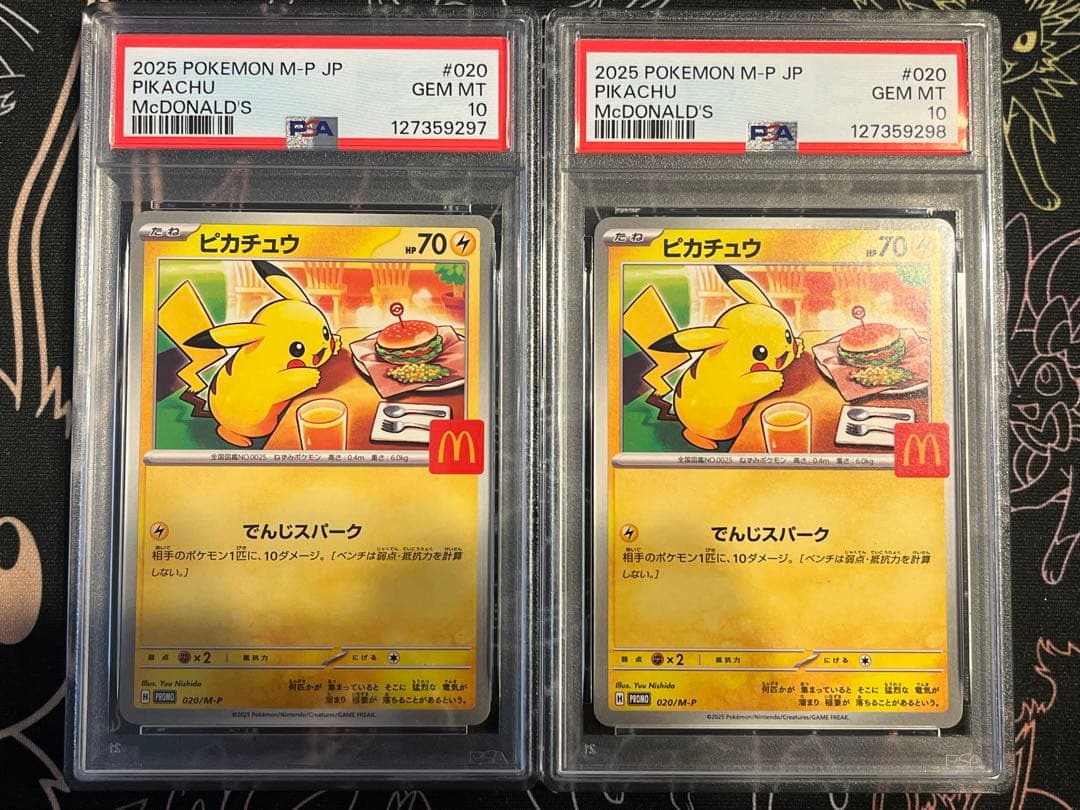 2025 POKEMON M-P JP #020
PIKACHU GEM MT
McDONALD'S 10
PSA 127359297
たね ピカチュウ HP 70
全国図鑑NO.0025 ねずみポケモン 高さ:0.4m 重さ:6.0kg
でんじスパーク
相手のポケモン1匹に、10ダメージ。[ベンチは弱点・抵抗力を計算
しない。]
弱点 ×2 抵抗力 にげる
Illus. Yuu Nishida
何匹かが 集まっていると そこに 猛烈な 電気が
H PROMO 020/M-P 溜まり 稲妻が 落ちることがあるという。
©2025 Pokémon/Nintendo/Creatures/GAME FREAK.
2025 POKEMON M-P JP #020
PIKACHU GEM MT
McDONALD'S 10
PSA 127359298
たね ピカチュウ HP 70
全国図鑑NO.0025 ねずみポケモン 高さ:0.4m 重さ:6.0kg
でんじスパーク
相手のポケモン1匹に、10ダメージ。[ベンチは弱点・抵抗力を計算
しない。]
弱点 ×2 抵抗力 にげる
Illus. Yuu Nishida
何匹かが 集まっていると そこに 猛烈な 電気が
H PROMO 020/M-P 溜まり 稲妻が 落ちることがあるという。
©2025 Pokémon/Nintendo/Creatures/GAME FREAK.
PSA